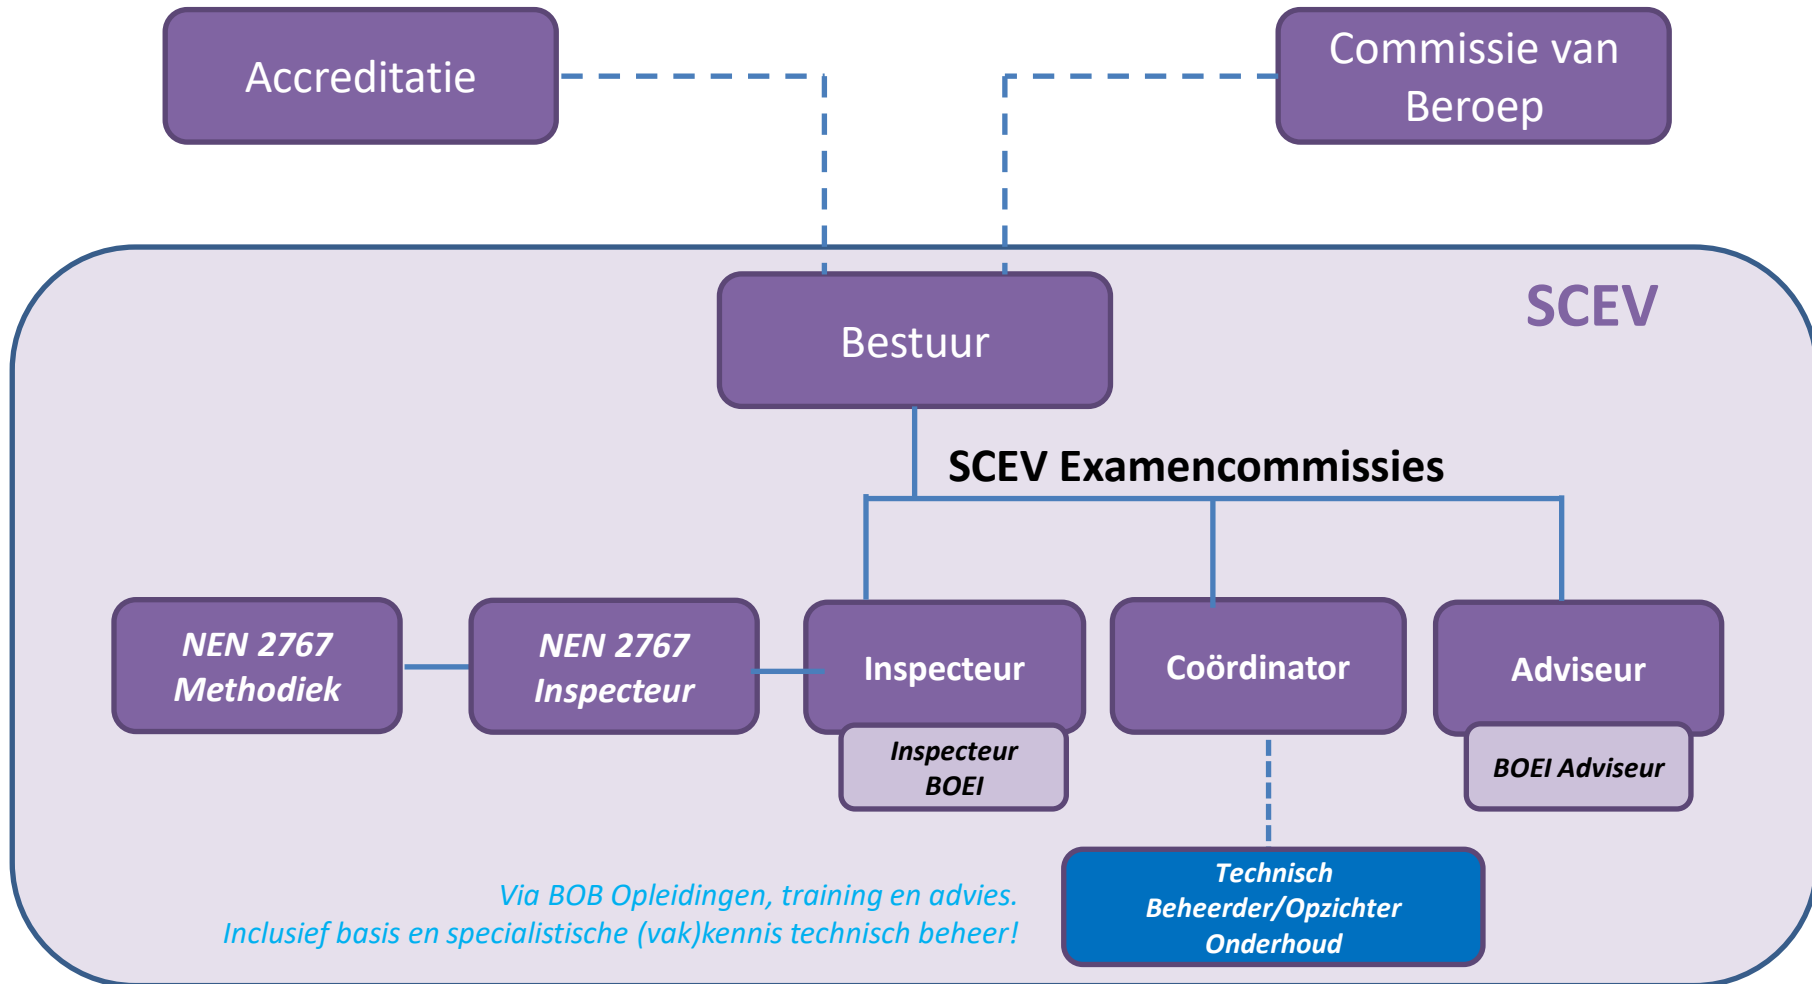 Accreditatie
Commissie van
Beroep
SCEV
Bestuur
SCEV Examencommissies
NEN 2767
Methodiek
NEN 2767
Inspecteur
Inspecteur
Coördinator
Adviseur
Inspecteur
BOEI
BOEI Adviseur
Technisch
Beheerder/Opzichter
Onderhoud
Via BOB Opleidingen, training en advies.
Inclusief basis en specialistische (vak)kennis technisch beheer!